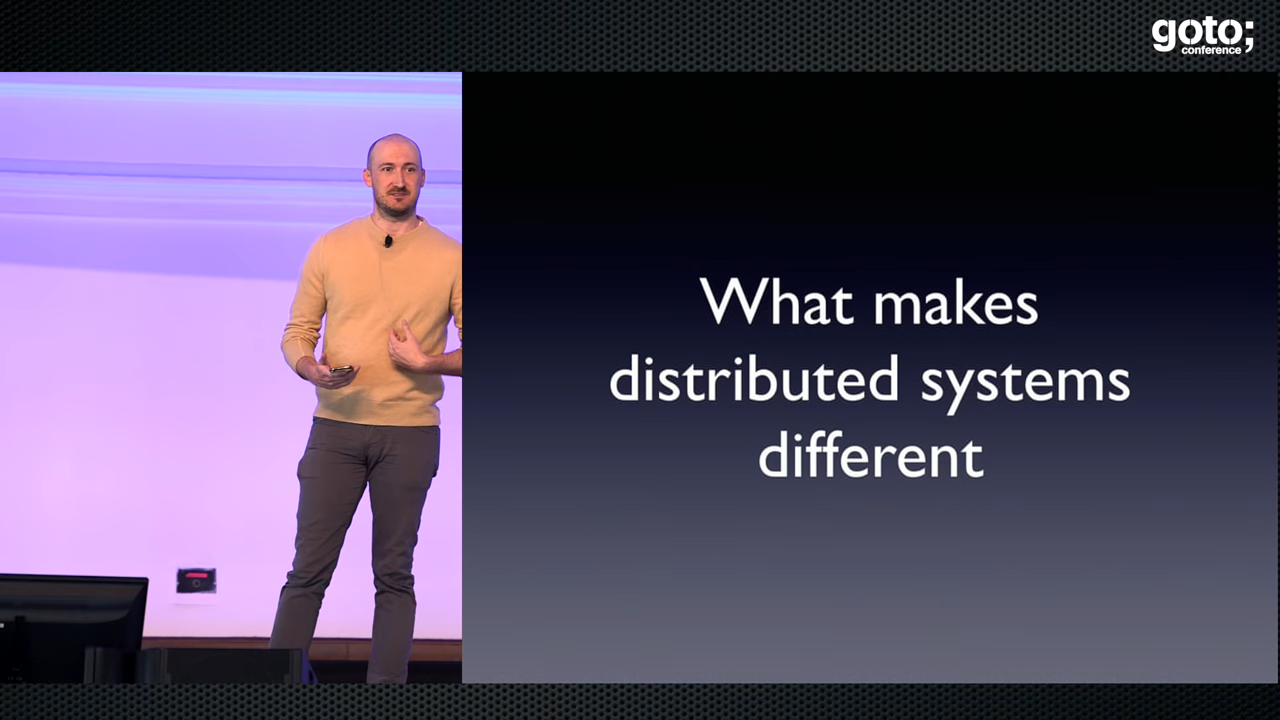 goto;
conference
What makes
distributed systems
different